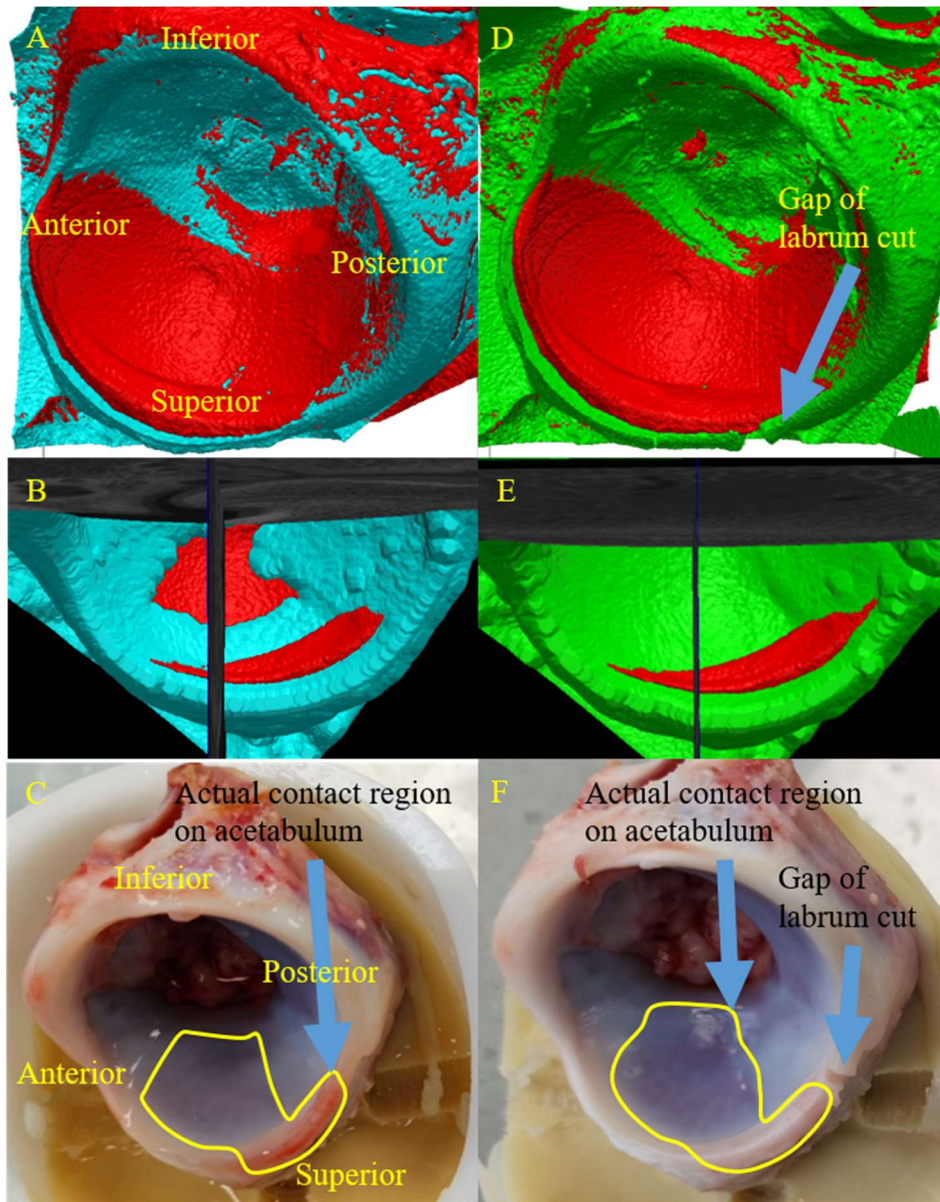 A
Inferior
Anterior
Posterior
Superior
D
Gap of
labrum cut
B
E
C
Actual contact region
on acetabulum
Inferior
Posterior
Anterior
Superior
F
Actual contact region
on acetabulum
Gap of
labrum cut